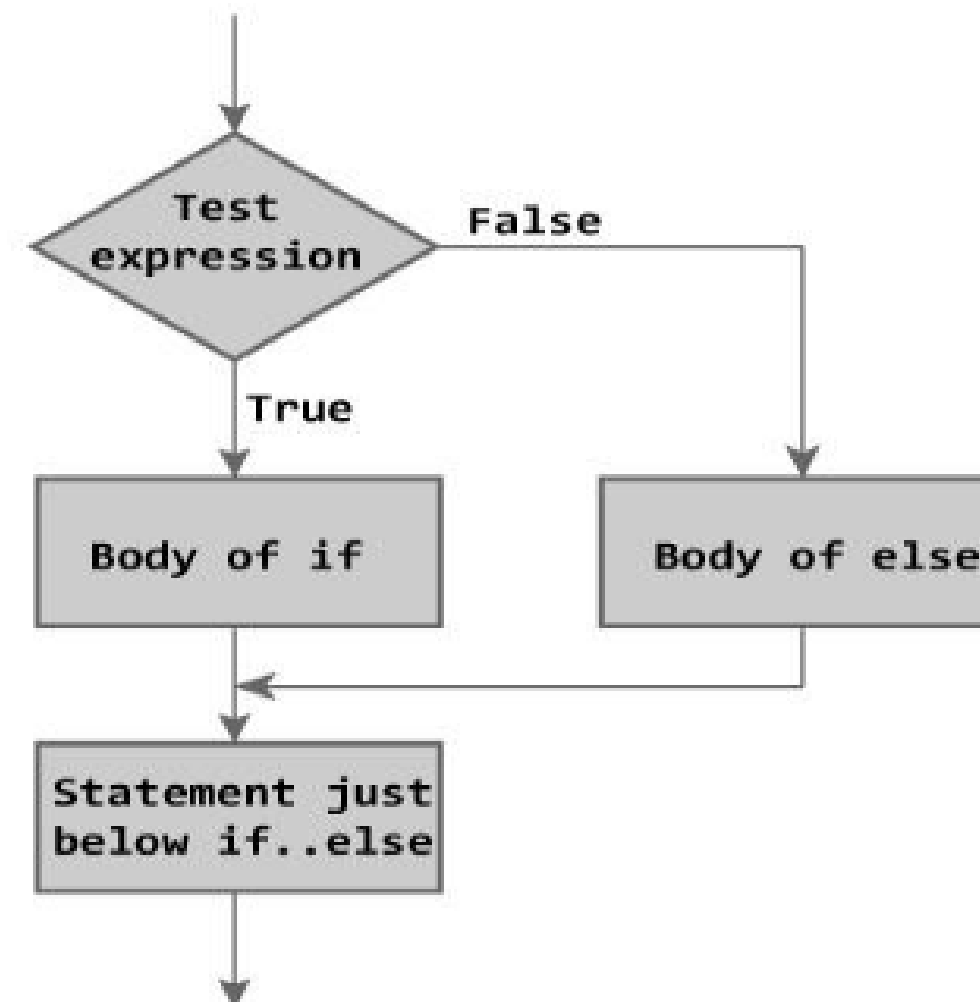 Test
expression
False
True
Body of if
Body of else
Statement just
below if..else